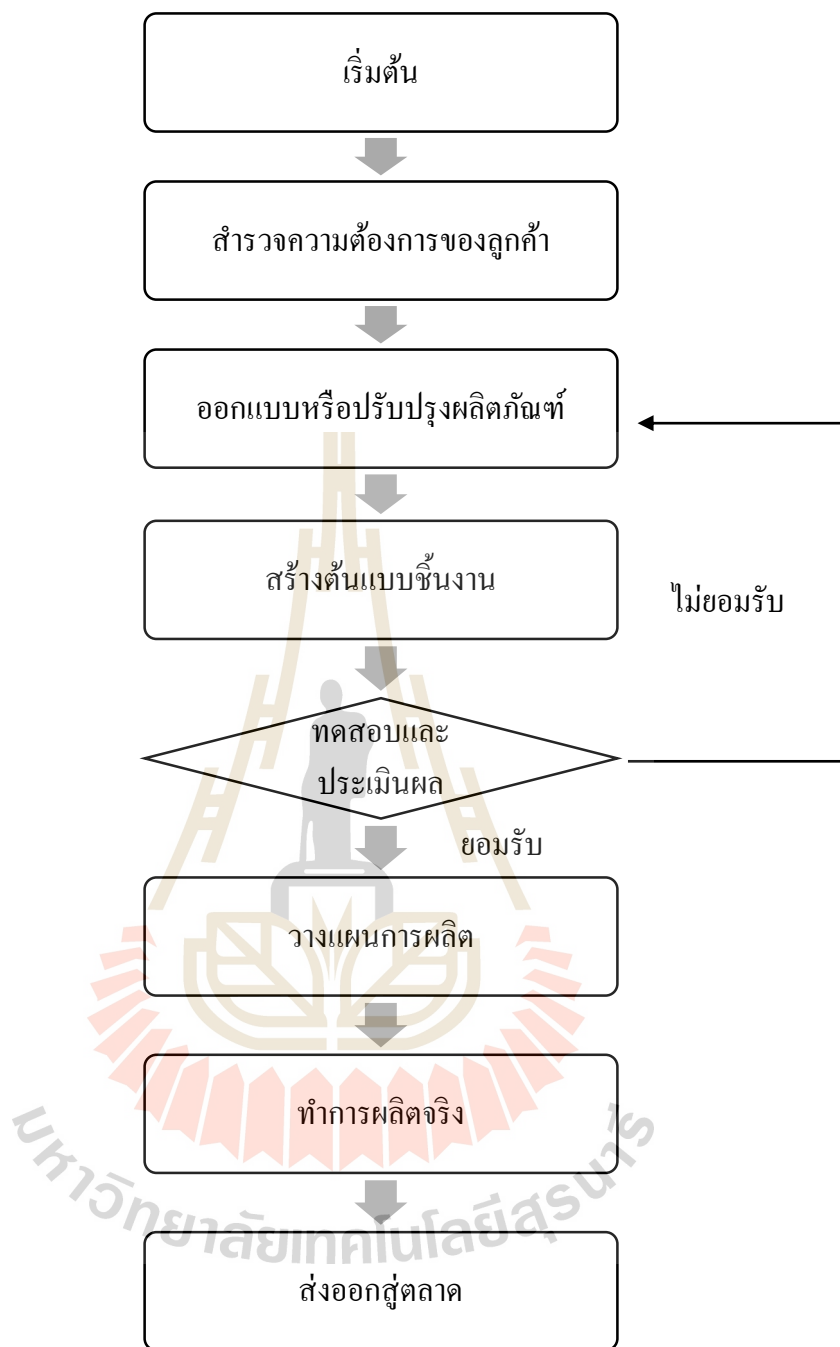 เริ่มต้น
สำรวจความต้องการของลูกค้า
ออกแบบหรือปรับปรุงผลิตภัณฑ์
สร้างต้นแบบชิ้นงาน
ไม่ยอมรับ
ทดสอบและ
ประเมินผล
ยอมรับ
วางแผนการผลิต
ทำการผลิตจริง
ส่งออกสู่ตลาด
มหาวิทยาลัยเทคโนโลยีสุรนารี